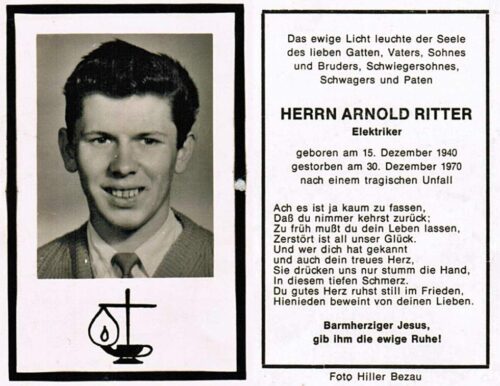 Das ewige Licht leuchte der Seele
des lieben Gatten, Vaters, Sohnes
und Bruders, Schwiegersohnes,
Schwagers und Paten
HERRN ARNOLD RITTER
Elektriker
geboren am 15. Dezember 1940
gestorben am 30. Dezember 1970
nach einem tragischen Unfall
Ach es ist ja kaum zu fassen,
Daß du nimmer kehrst zurück;
Zu früh mußt du dein Leben lassen,
Zerstört ist all unser Glück.
Und wer dich hat gekannt
und auch dein treues Herz,
Sie drücken uns nur stumm die Hand,
In diesem tiefen Schmerz.
Du gutes Herz ruhst still im Frieden,
Hienieden beweint von deinen Lieben.
Barmherziger Jesus,
gib ihm die ewige Ruhe!
Foto Hiller Bezau